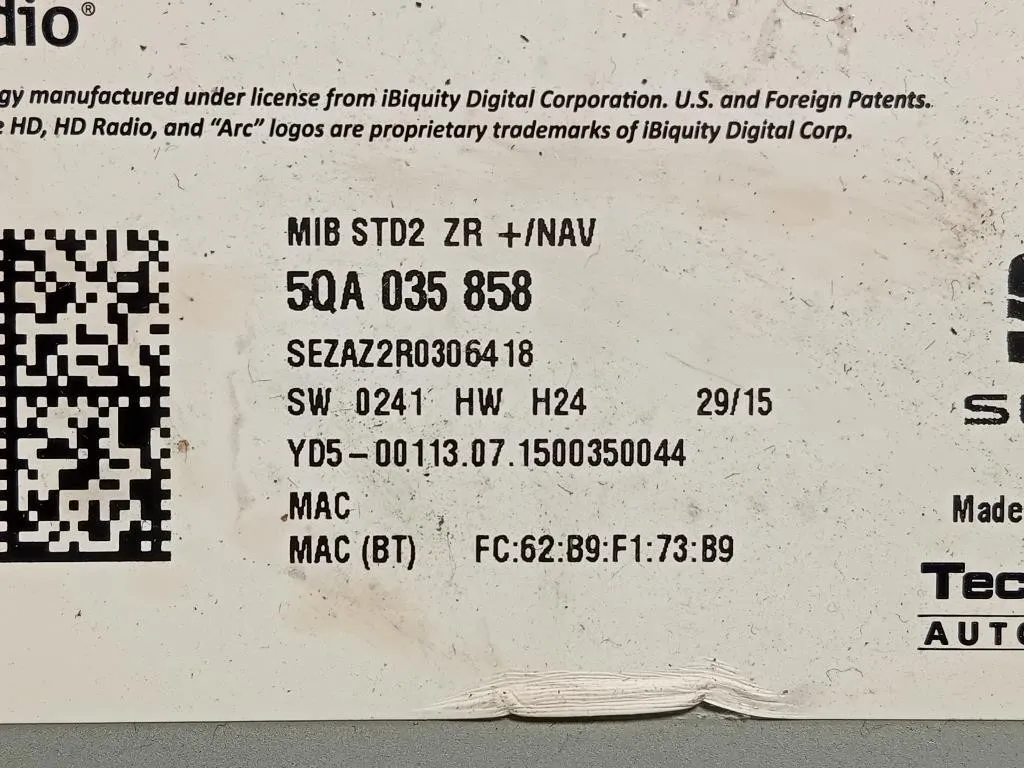 dio®
gy manufactured under license from iBiquity Digital Corporation. U.S. and Foreign Patents.
e HD, HD Radio, and “Arc” logos are proprietary trademarks of iBiquity Digital Corp.
MIB STD2 ZR +/NAV
5QA 035 858
SEZAZ2R0306418
SW 0241 HW H24 29/15
YD5-00113.07.1500350044
MAC
MAC (BT) FC:62:B9:F1:73:B9
Made
Tec
AUTO